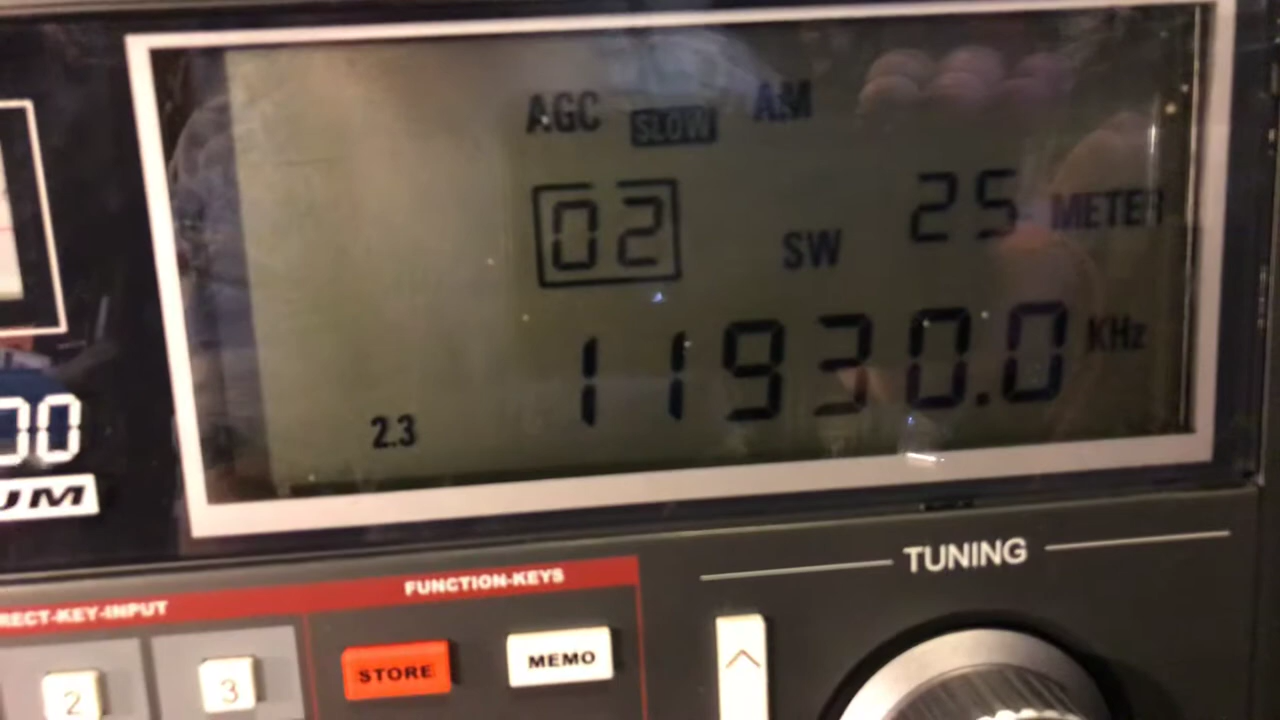 AGC SLOW AM
02 SW 25 METER
11930.0 KHz
2.3
00
UM
TUNING
FUNCTION-KEYS
RECT-KEY-INPUT
STORE MEMO
2 3